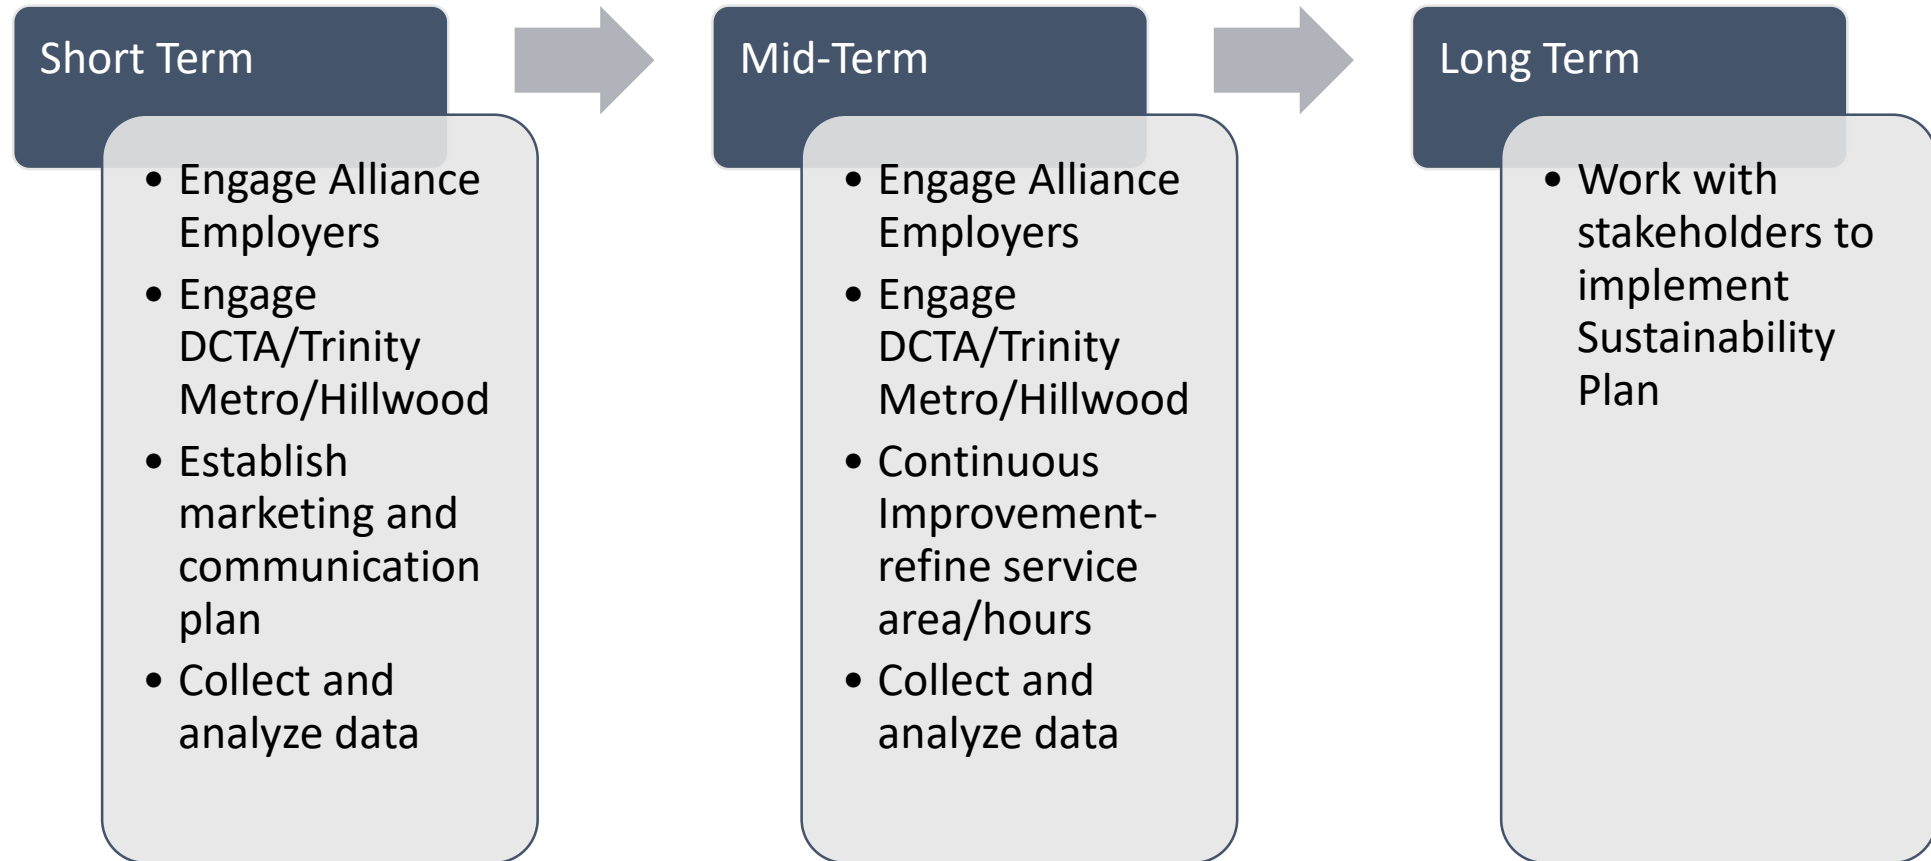 Short Term
• Engage Alliance
Employers
• Engage
DCTA/Trinity
Metro/Hillwood
• Establish
marketing and
communication
plan
• Collect and
analyze data
Mid-Term
• Engage Alliance
Employers
• Engage
DCTA/Trinity
Metro/Hillwood
• Continuous
Improvement-
refine service
area/hours
• Collect and
analyze data
Long Term
• Work with
stakeholders to
implement
Sustainability
Plan